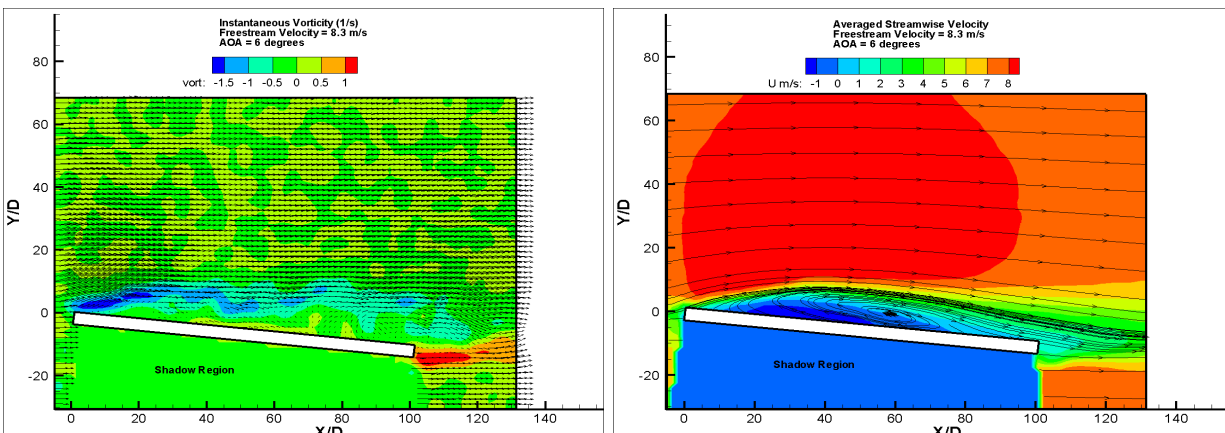 Instantaneous Vorticity (1/s)
Freestream Velocity = 8.3 m/s
AOA = 6 degrees
vort: -1.5 -1 -0.5 0 0.5 1
80
60
40
20
0
-20
Y/D
Shadow Region
0 20 40 60 80 100 120 140
X/D
Averaged Streamwise Velocity
Freestream Velocity = 8.3 m/s
AOA = 6 degrees
U m/s: -1 0 1 2 3 4 5 6 7 8
80
60
40
20
0
-20
Y/D
Shadow Region
0 20 40 60 80 100 120 140
X/D